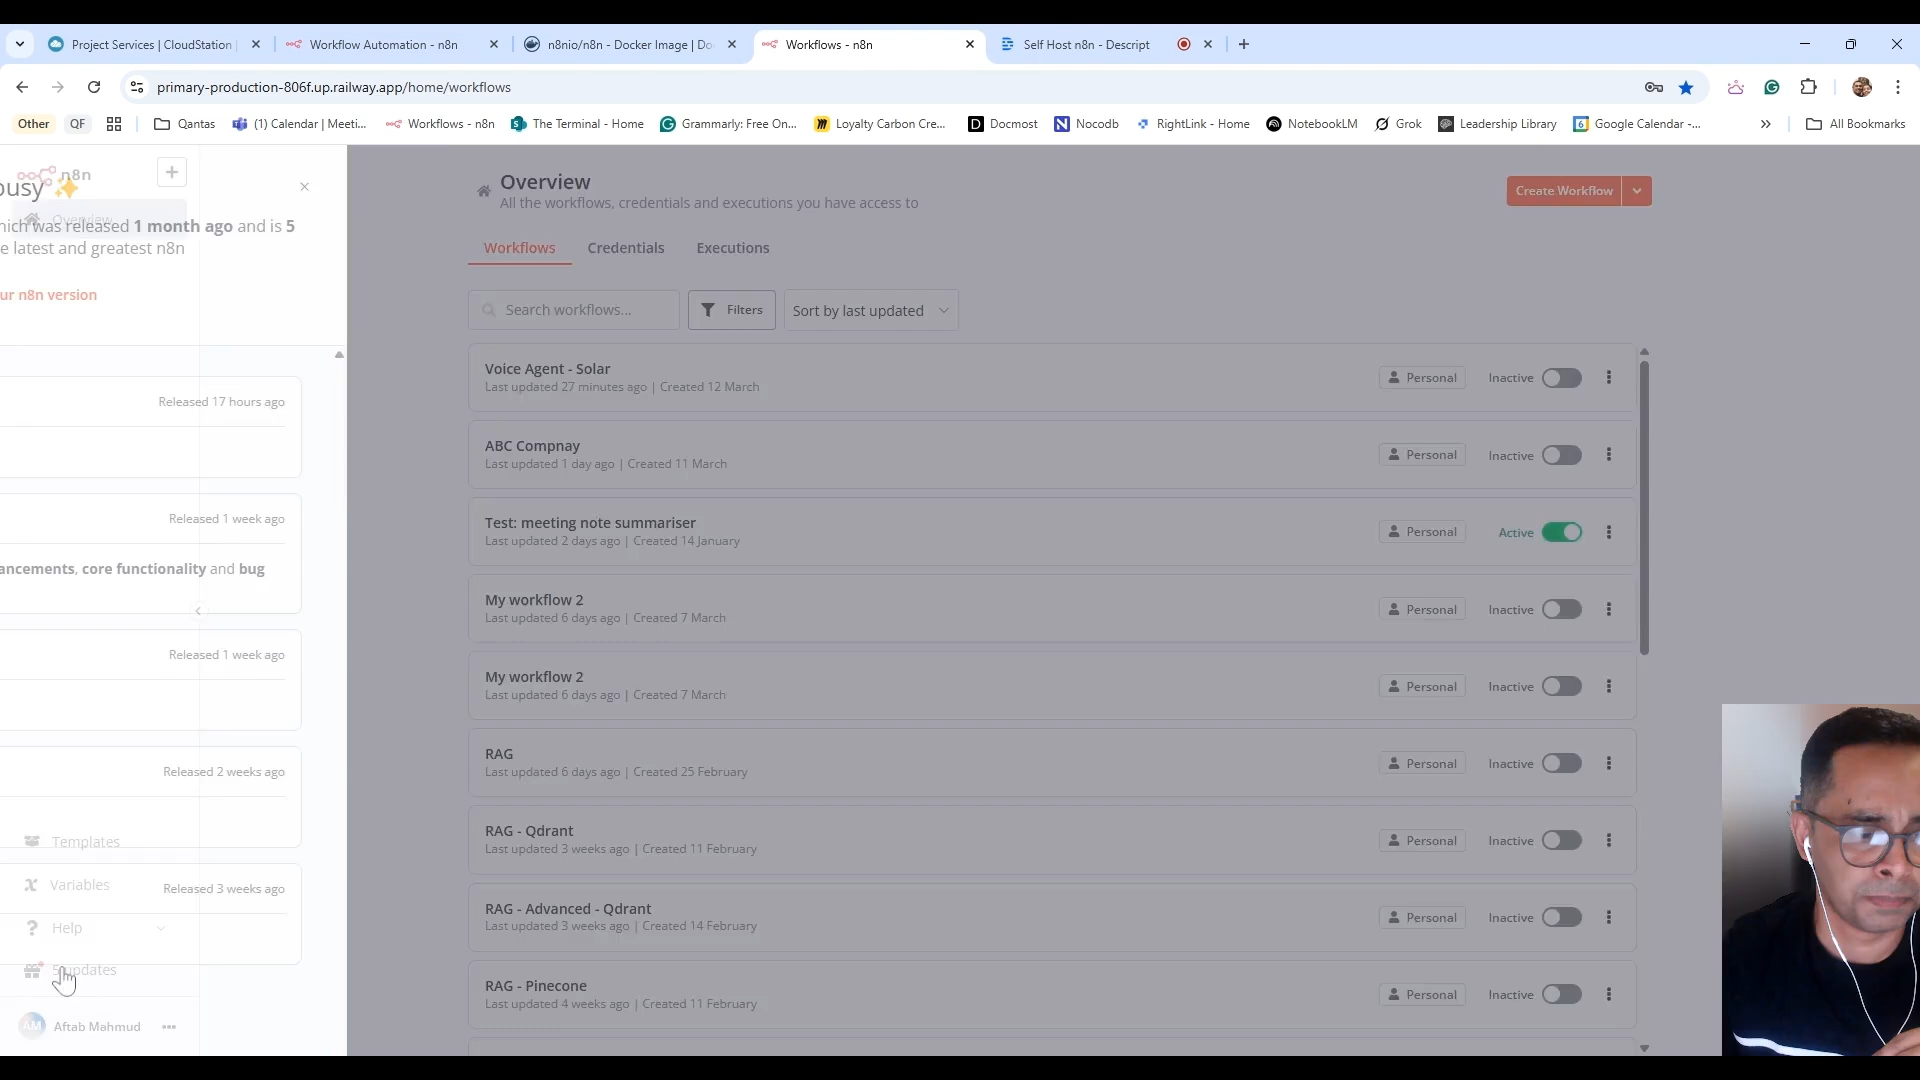 Project Services | CloudStation
Workflow Automation - n8n
n8nio/n8n - Docker Image | Do
Workflows - n8n
Self Host n8n - Descript
primary-production-806f.up.railway.app/home/workflows
Other
QF
Qantas
(1) Calendar | Meeti...
Workflows - n8n
The Terminal - Home
Grammarly: Free On...
Loyalty Carbon Cre...
Docmost
Nocodb
RightLink - Home
NotebookLM
Grok
Leadership Library
Google Calendar -...
All Bookmarks
n8n
busy ✨
Overview
hich was released 1 month ago and is 5
e latest and greatest n8n
ur n8n version
Released 17 hours ago
Released 1 week ago
ancements, core functionality and bug
Released 1 week ago
Released 2 weeks ago
Templates
Variables
Released 3 weeks ago
Help
5 updates
AM
Aftab Mahmud
Overview
All the workflows, credentials and executions you have access to
Create Workflow
Workflows
Credentials
Executions
Search workflows...
Filters
Sort by last updated
Voice Agent - Solar
Last updated 27 minutes ago | Created 12 March
Personal
Inactive
ABC Compnay
Last updated 1 day ago | Created 11 March
Personal
Inactive
Test: meeting note summariser
Last updated 2 days ago | Created 14 January
Personal
Active
My workflow 2
Last updated 6 days ago | Created 7 March
Personal
Inactive
My workflow 2
Last updated 6 days ago | Created 7 March
Personal
Inactive
RAG
Last updated 6 days ago | Created 25 February
Personal
Inactive
RAG - Qdrant
Last updated 3 weeks ago | Created 11 February
Personal
Inactive
RAG - Advanced - Qdrant
Last updated 3 weeks ago | Created 14 February
Personal
Inactive
RAG - Pinecone
Last updated 4 weeks ago | Created 11 February
Personal
Inactive